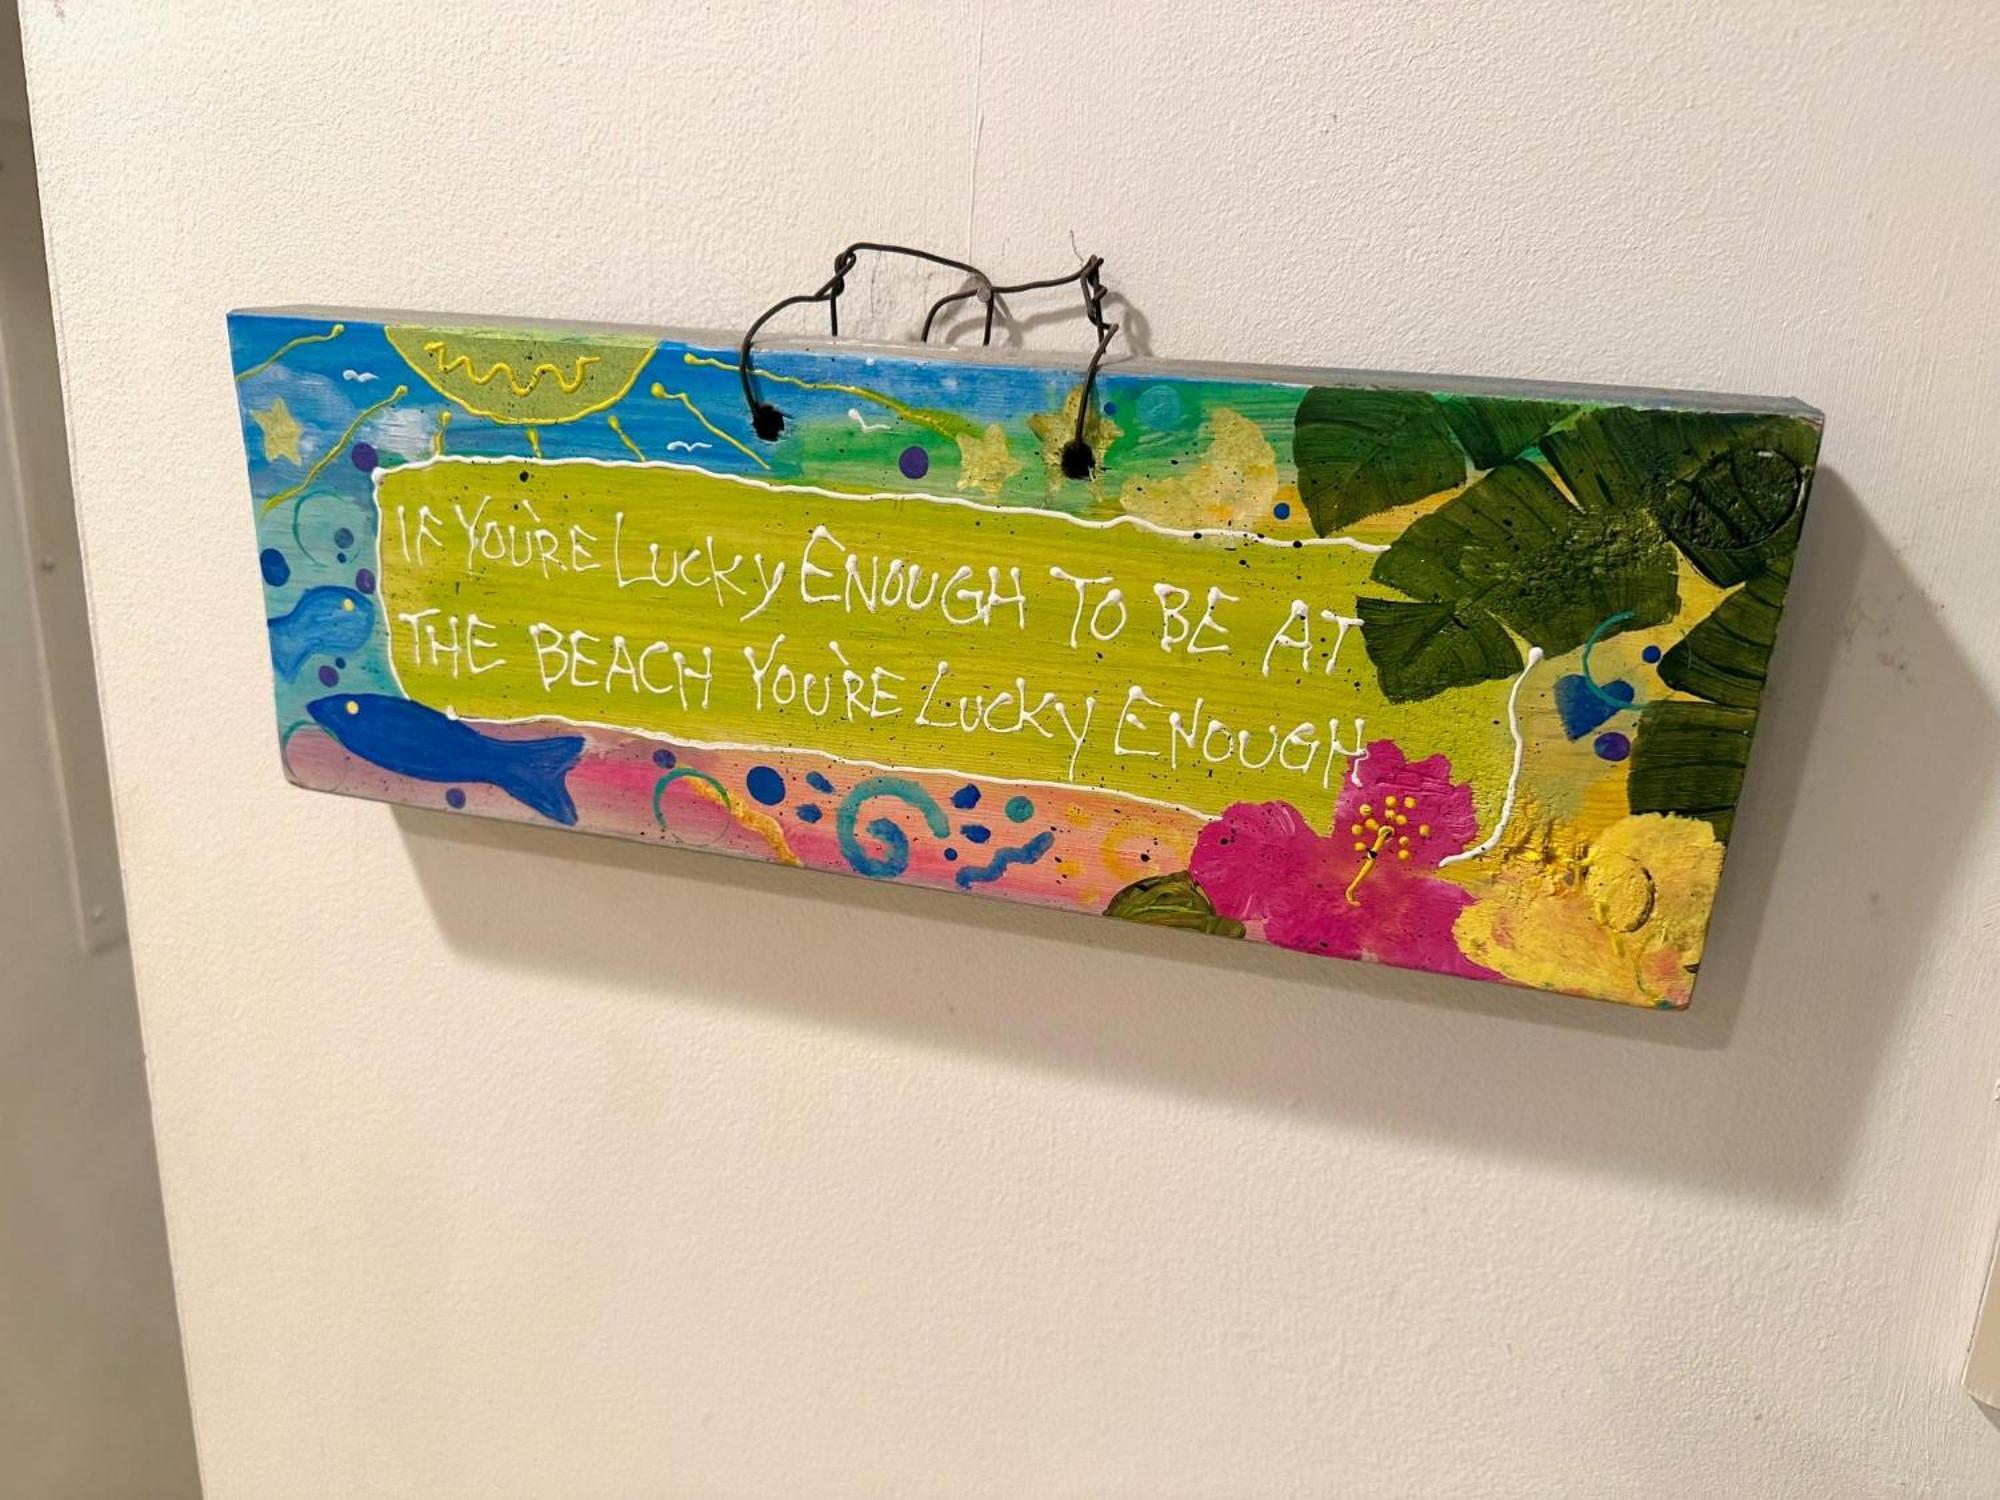 IF YOU'RE LUCKY ENOUGH TO BE AT
THE BEACH YOU'RE LUCKY ENOUGH